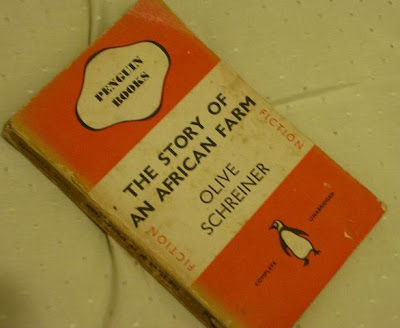 PENGUIN
BOOKS
THE STORY OF
AN AFRICAN FARM
OLIVE
SCHREINER
FICTION
FICTION
COMPLETE
UNABRIDGED